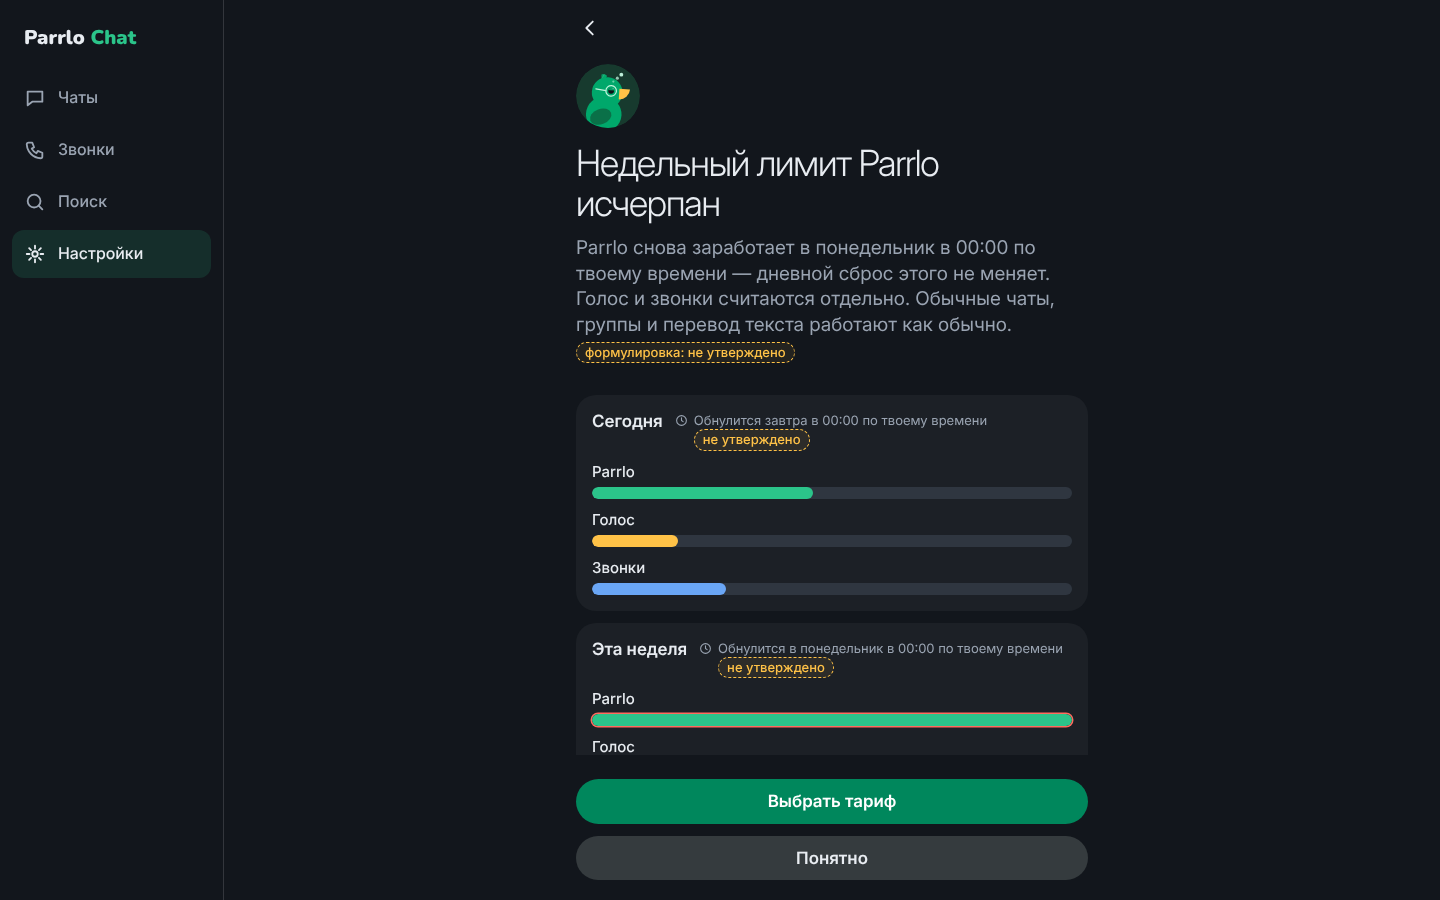 Parrlo Chat
Чаты
Звонки
Поиск
Настройки
Недельный лимит Parrlo
исчерпан
Parrlo снова заработает в понедельник в 00:00 по
твоему времени — дневной сброс этого не меняет.
Голос и звонки считаются отдельно. Обычные чаты,
группы и перевод текста работают как обычно.
формулировка: не утверждено
Сегодня Обнулится завтра в 00:00 по твоему времени
не утверждено
Parrlo
Голос
Звонки
Эта неделя Обнулится в понедельник в 00:00 по твоему времени
не утверждено
Parrlo
Голос
Выбрать тариф
Понятно